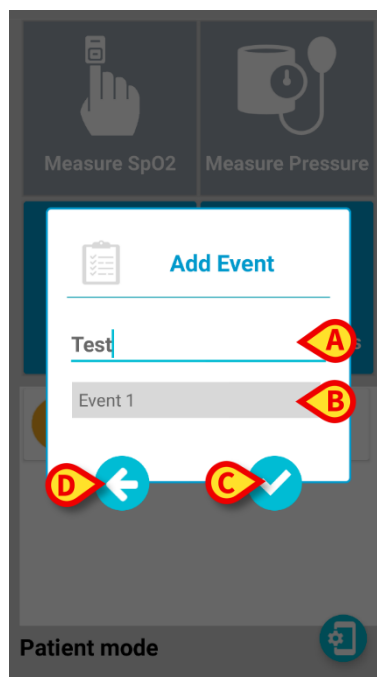 Measure SpO2
Measure Pressure
Add Event
s
Test
A
Event 1
B
D
C
Patient mode